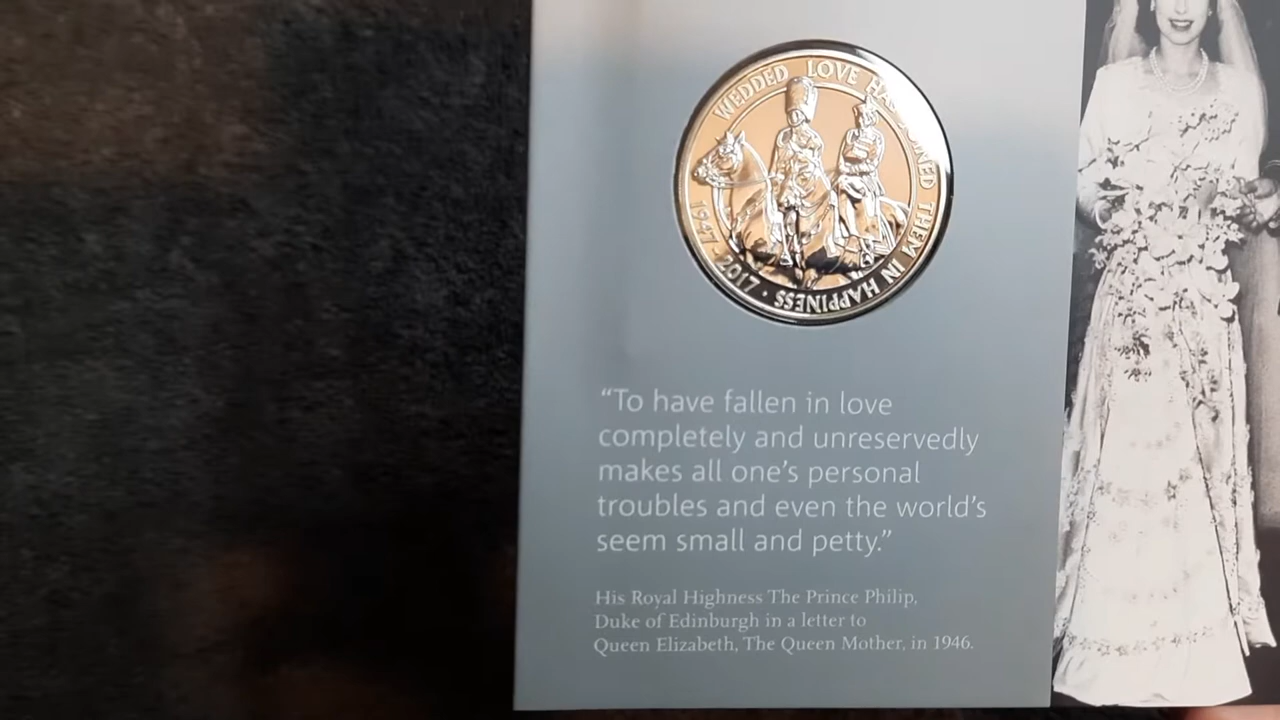 WEDDED LOVE HAS JOINED THEM IN HAPPINESS · 1947 - 2017 ·
“To have fallen in love
completely and unreservedly
makes all one’s personal
troubles and even the world’s
seem small and petty.”
His Royal Highness The Prince Philip,
Duke of Edinburgh in a letter to
Queen Elizabeth, The Queen Mother, in 1946.